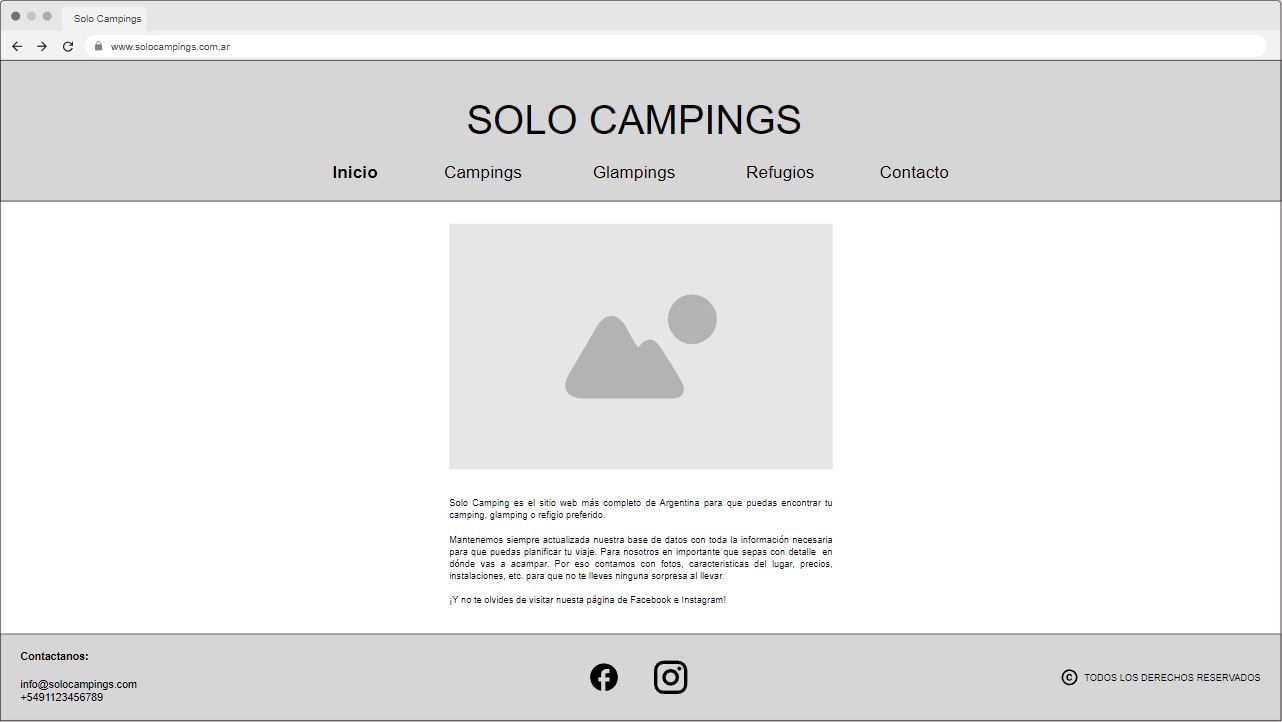 Solo Campings
www.solocampings.com.ar
SOLO CAMPINGS
Inicio Campings Glampings Refugios Contacto
Solo Camping es el sitio web más completo de Argentina para que puedas encontrar tu
camping, glamping o refigio preferido.
Mantenemos siempre actualizada nuestra base de datos con toda la información necesaria
para que puedas planificar tu viaje. Para nosotros en importante que sepas con detalle en
dónde vas a acampar. Por eso contamos con fotos, caracteristicas del lugar, precios,
instalaciones, etc. para que no te lleves ninguna sorpresa al llevar.
¡Y no te olvides de visitar nuesta página de Facebook e Instagram!
Contactanos:
info@solocampings.com
+5491123456789
© TODOS LOS DERECHOS RESERVADOS